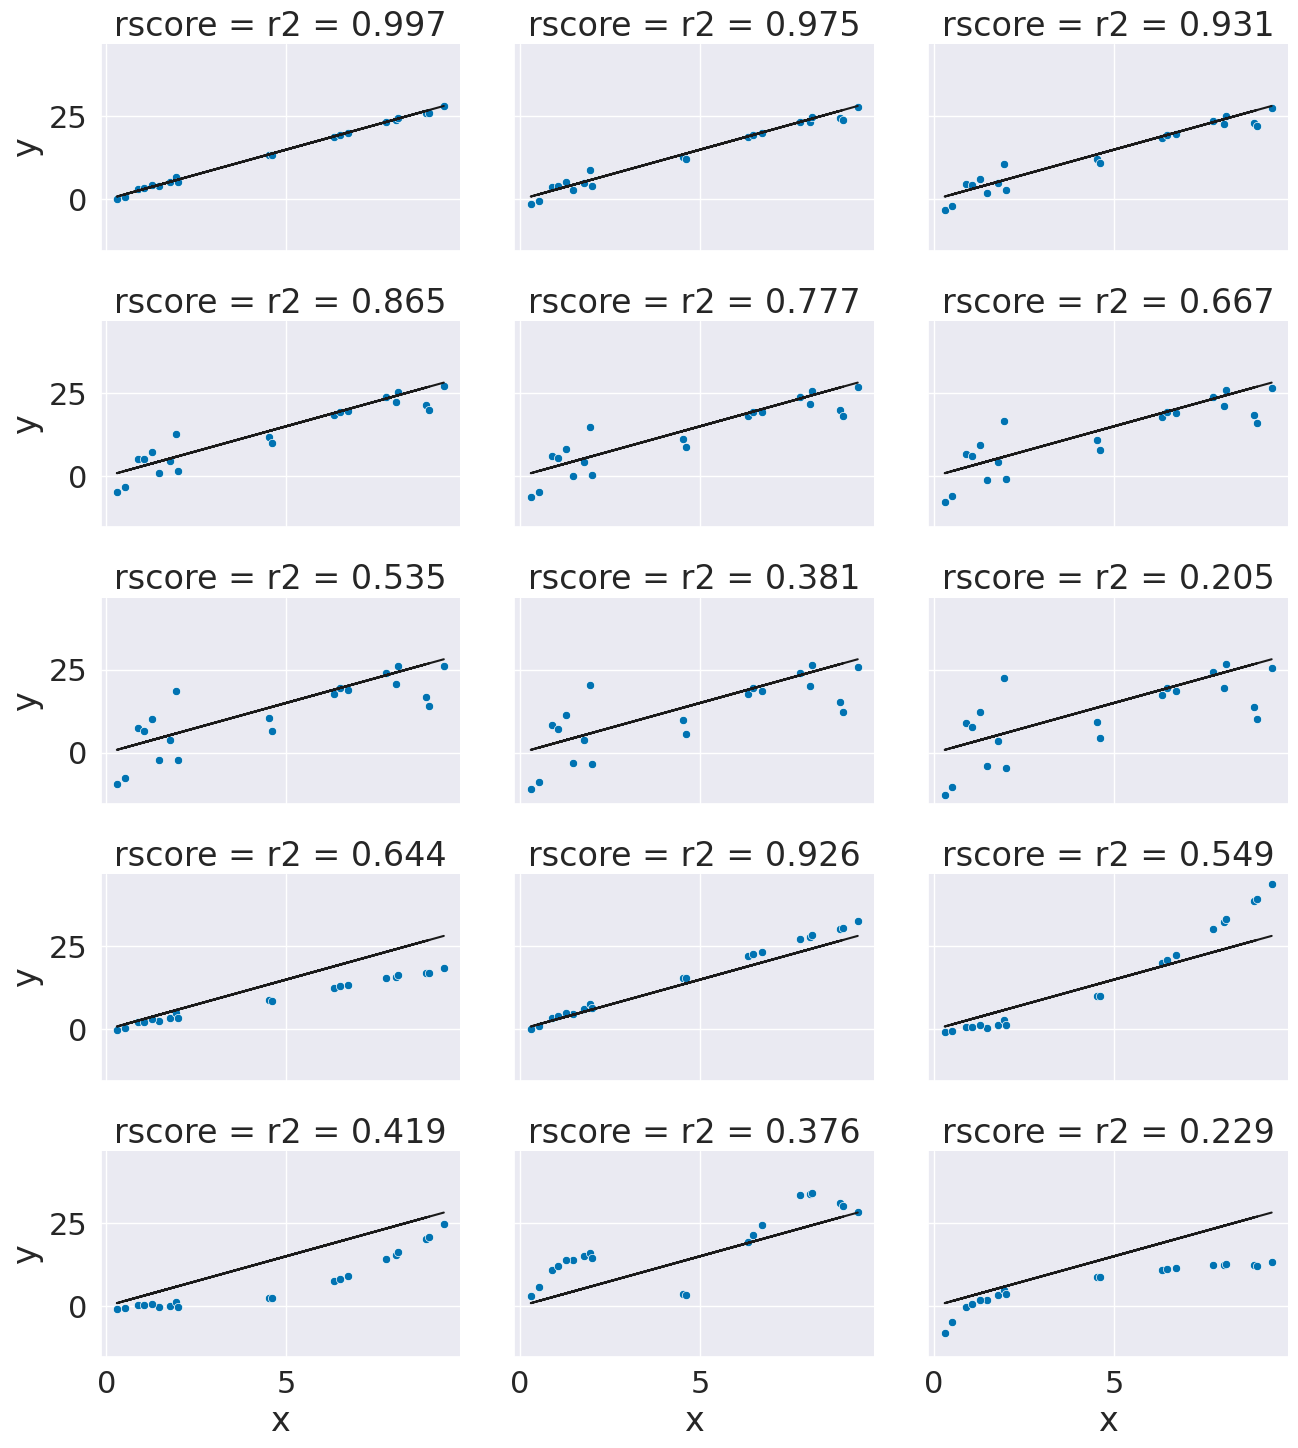 rscore = r2 = 0.997
rscore = r2 = 0.975
rscore = r2 = 0.931
y
25
0
rscore = r2 = 0.865
rscore = r2 = 0.777
rscore = r2 = 0.667
y
25
0
rscore = r2 = 0.535
rscore = r2 = 0.381
rscore = r2 = 0.205
y
25
0
rscore = r2 = 0.644
rscore = r2 = 0.926
rscore = r2 = 0.549
y
25
0
rscore = r2 = 0.419
rscore = r2 = 0.376
rscore = r2 = 0.229
y
25
0
0 5
0 5
0 5
x
x
x